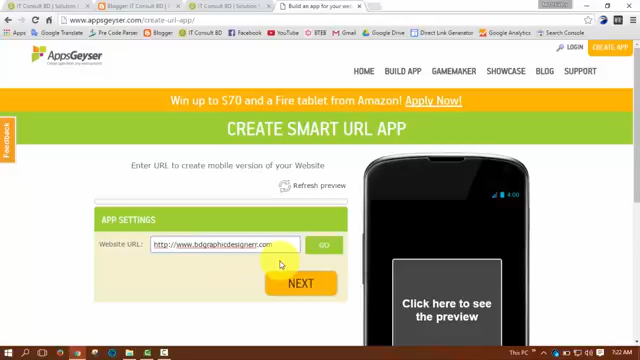 IT Consult BD | Solution
Blogger: IT Consult BD |
IT Consult BD | Solution
Build an app for your we
www.appsgeyser.com/create-url-app/
Apps
Google Translate
Pre Code Parser
Blogger
IT Consult BD | Solution
Facebook
YouTube
Gmail
Google Drive
Direct Link Generator
Search Console
AppsGeyser
LOGIN
CREATE APP
HOME
BUILD APP
GAMEMAKER
SHOWCASE
BLOG
SUPPORT
Win up to $70 and a Fire tablet from Amazon! Apply Now!
Feedback
CREATE SMART URL APP
Enter URL to create mobile version of your Website
Refresh preview
4:00
APP SETTINGS
Website URL:
http://www.bdgraphicdesignerr.com
GO
NEXT
Click here to see
the preview
This PC
7:22 AM